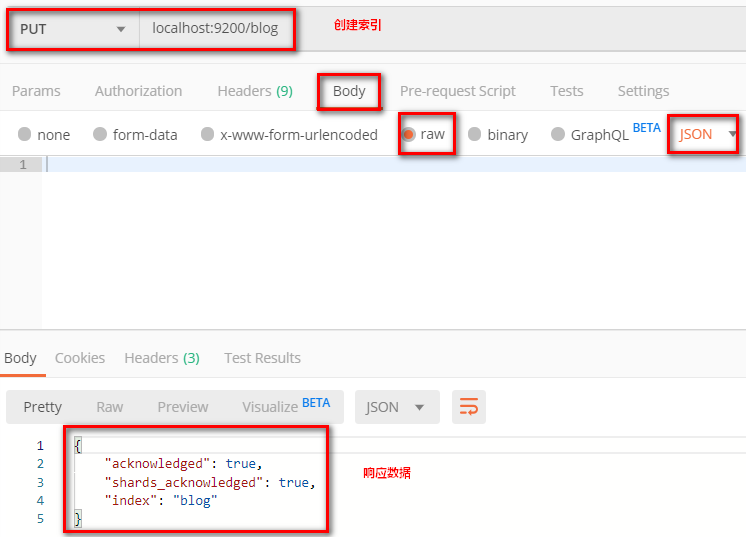 PUT localhost:9200/blog 创建索引
Params Authorization Headers (9) Body Pre-request Script Tests Settings
none form-data x-www-form-urlencoded raw binary GraphQL BETA JSON
1
Body Cookies Headers (3) Test Results
Pretty Raw Preview Visualize BETA JSON
1 {
2 "acknowledged": true,
3 "shards_acknowledged": true, 响应数据
4 "index": "blog"
5 }